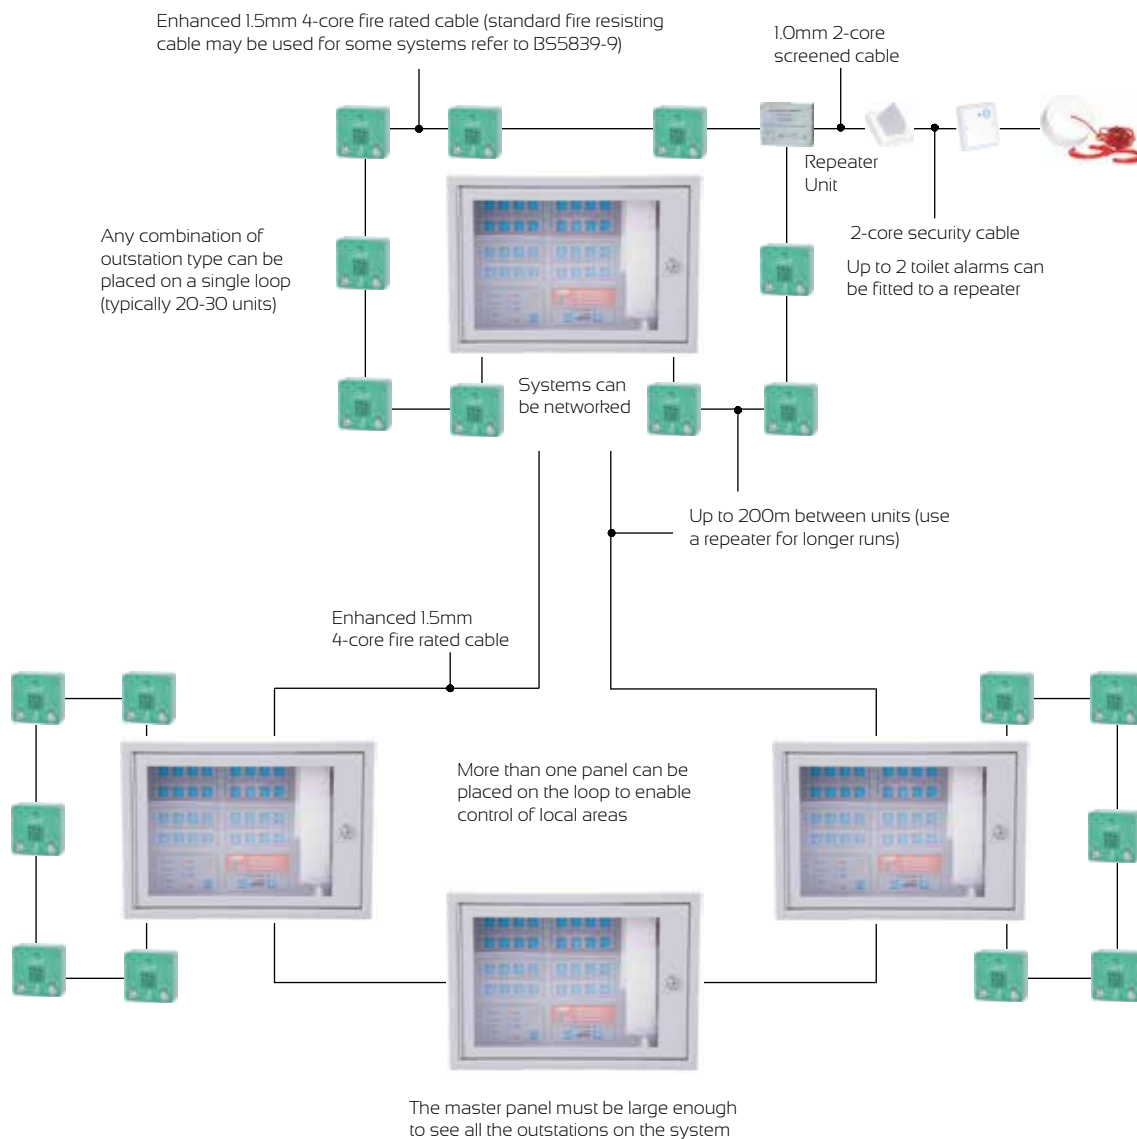 Enhanced 1.5mm 4-core fire rated cable (standard fire resisting
cable may be used for some systems refer to BS5839-9)
1.0mm 2-core
screened cable
Repeater
Unit
Any combination of
outstation type can be
placed on a single loop
(typically 20-30 units)
2-core security cable
Up to 2 toilet alarms can
be fitted to a repeater
Systems can
be networked
Up to 200m between units (use
a repeater for longer runs)
Enhanced 1.5mm
4-core fire rated cable
More than one panel can be
placed on the loop to enable
control of local areas
The master panel must be large enough
to see all the outstations on the system